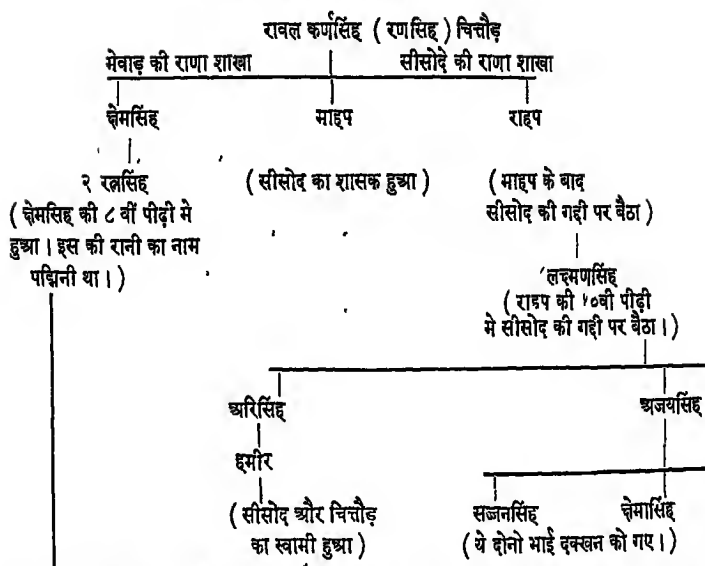 रावल कर्णसिंह (रणसिह) चित्तौड़
मेवाड़ की राणा शाखा सीसोदे की राणा शाखा
क्षेमसिंह माहप राहप
२ रत्नसिंह (सीसोद का शासक हुआ) (माहप के बाद
(क्षेमसिह की ८ वीं पीढ़ी मे सीसोद की गद्दी पर बैठा)
हुआ । इस की रानी का नाम
पद्मिनी था ।)
लक्ष्मणसिंह
(राहप की १०वी पीढ़ी
मे सीसोद की गद्दी पर बैठा ।)
अरिसिंह अजयसिंह
हमीर
सज्जनसिंह क्षेमासिंह
(सीसोद और चित्तौड़ (ये दोनो भाई दक्खन को गए ।)
का स्वामी हुआ)